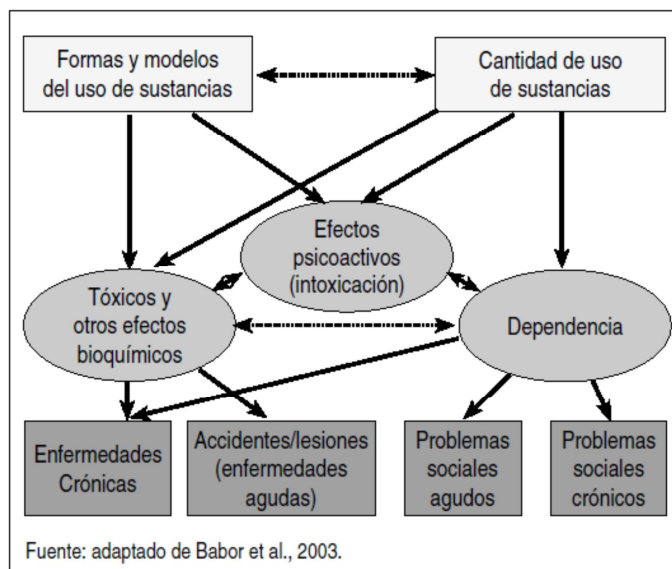 Formas y modelos
del uso de sustancias
Cantidad de uso
de sustancias
Efectos
psicoactivos
(intoxicación)
Tóxicos y
otros efectos
bioquímicos
Dependencia
Enfermedades
Crónicas
Accidentes/lesiones
(enfermedades
agudas)
Problemas
sociales
agudos
Problemas
sociales
crónicos
Fuente: adaptado de Babor et al., 2003.